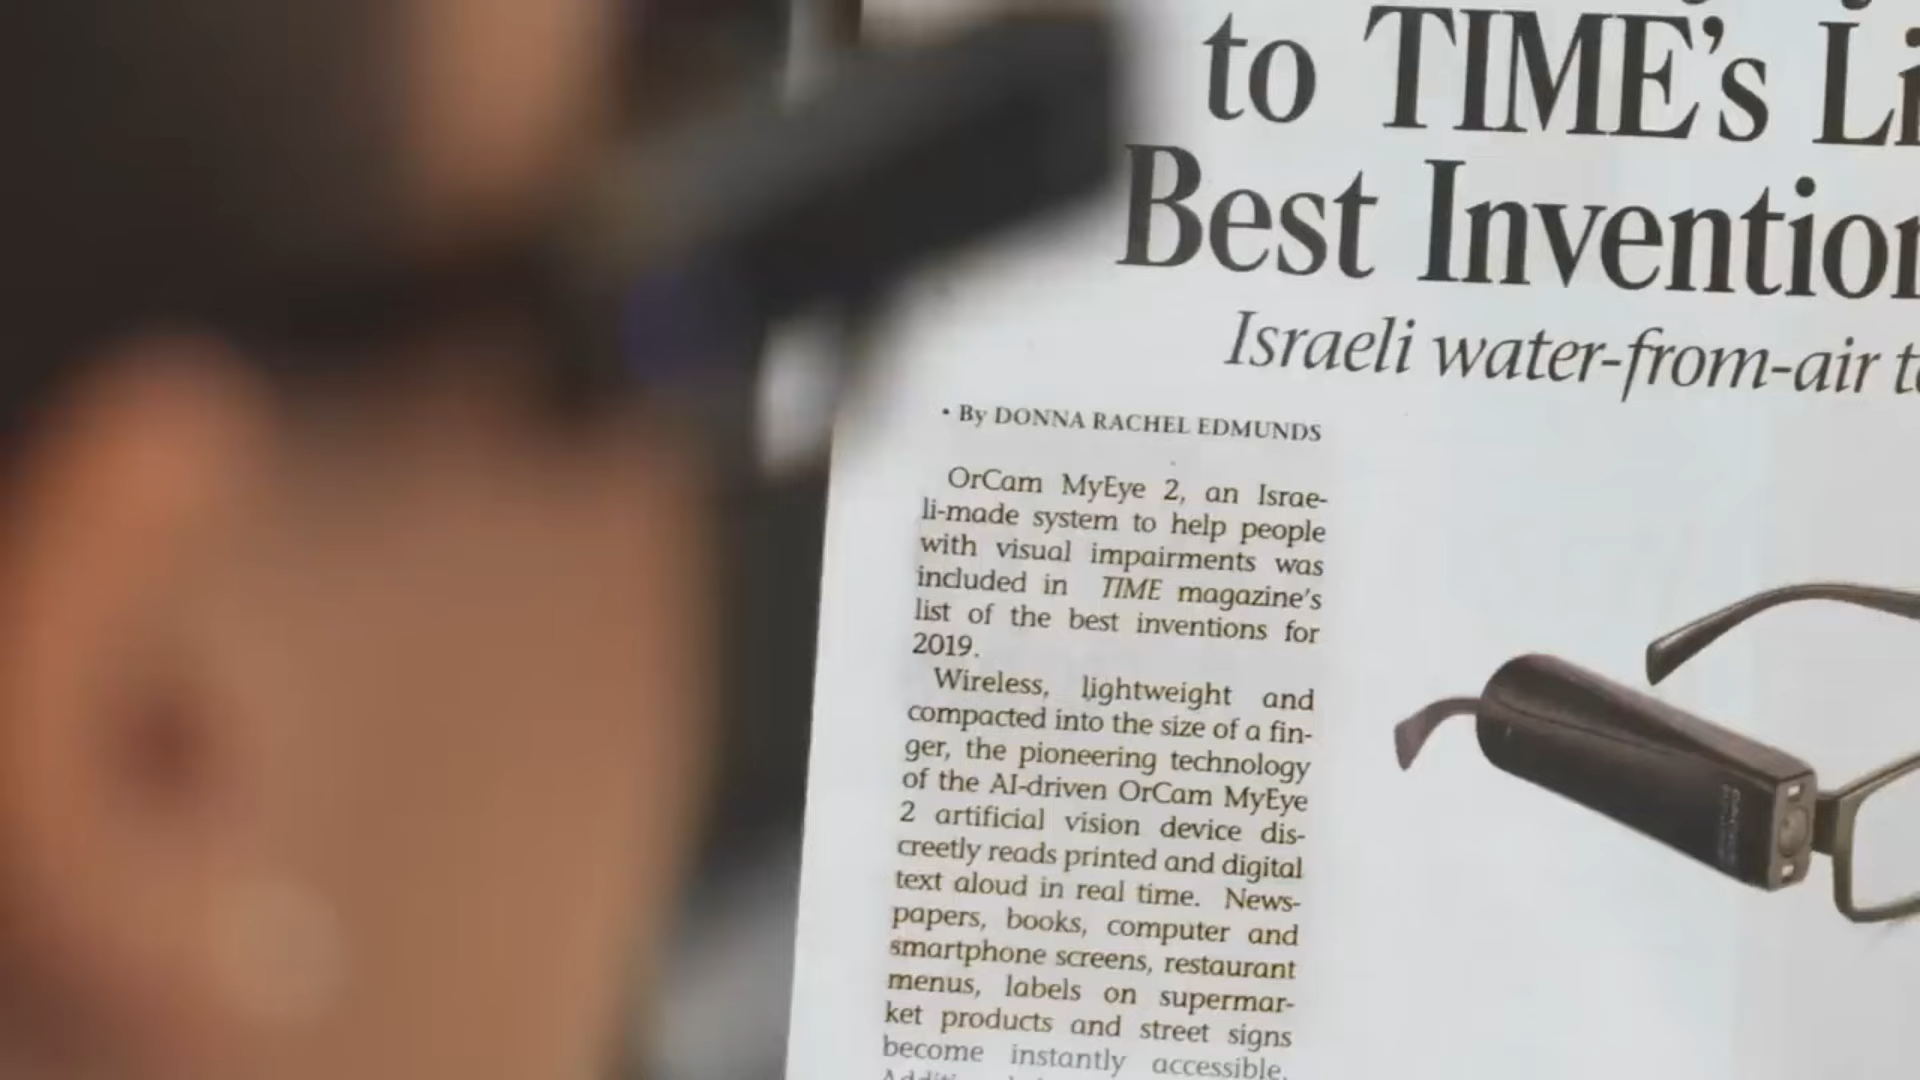 to TIME's Li
Best Invention
Israeli water-from-air t
• By DONNA RACHEL EDMUNDS
OrCam MyEye 2, an Israe-
li-made system to help people
with visual impairments was
included in TIME magazine's
list of the best inventions for
2019.
Wireless, lightweight and
compacted into the size of a fin-
ger, the pioneering technology
of the AI-driven OrCam MyEye
2 artificial vision device dis-
creetly reads printed and digital
text aloud in real time. News-
papers, books, computer and
smartphone screens, restaurant
menus, labels on supermar-
ket products and street signs
become instantly accessible.